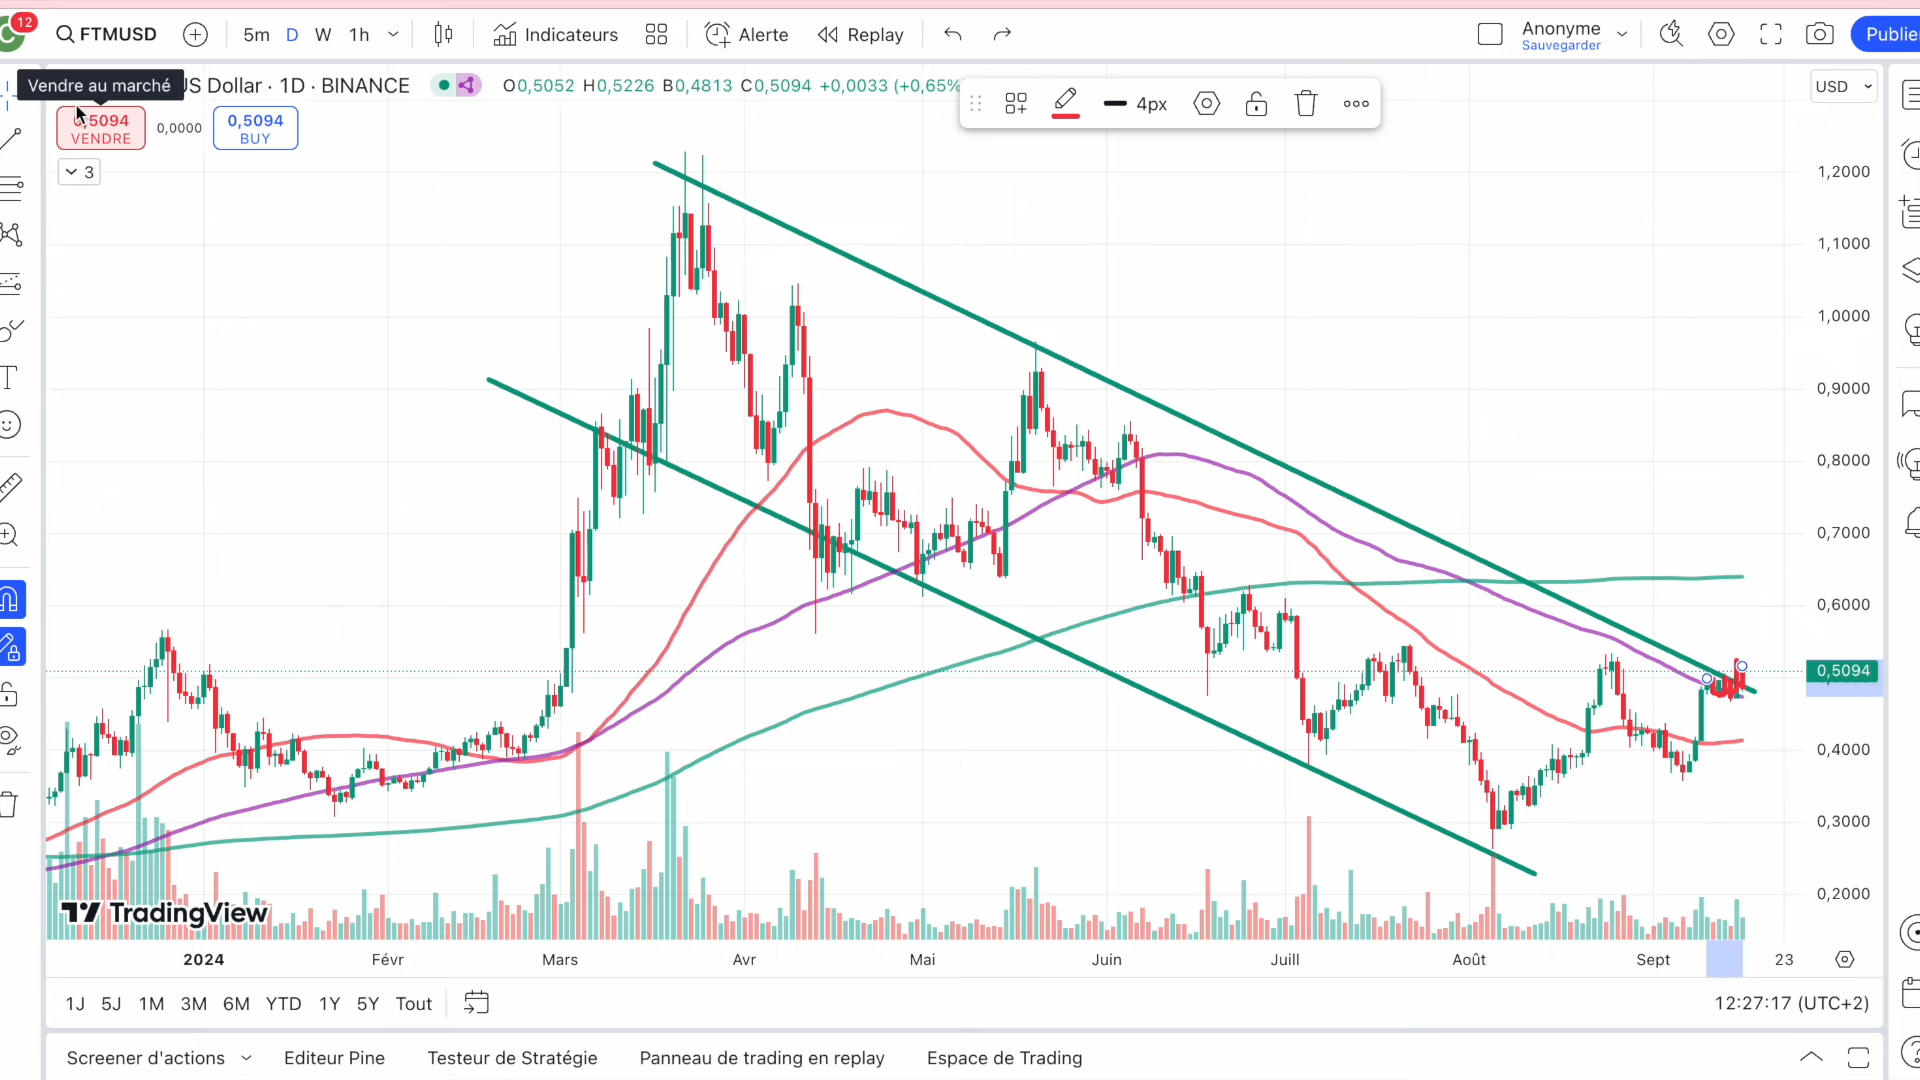 12
FTMUSD
5m D W 1h
Indicateurs
Alerte
Replay
Anonyme
Sauvegarder
Publier
Vendre au marché
US Dollar · 1D · BINANCE
O0,5052 H0,5226 B0,4813 C0,5094 +0,0033 (+0,65%
4px
USD
0,5094
VENDRE
0,0000
0,5094
BUY
3
1,2000
1,1000
1,0000
0,9000
0,8000
0,7000
0,6000
0,5094
0,4000
0,3000
0,2000
TradingView
2024 Févr Mars Avr Mai Juin Juill Août Sept 23
1J 5J 1M 3M 6M YTD 1Y 5Y Tout
12:27:17 (UTC+2)
Screener d'actions
Editeur Pine
Testeur de Stratégie
Panneau de trading en replay
Espace de Trading